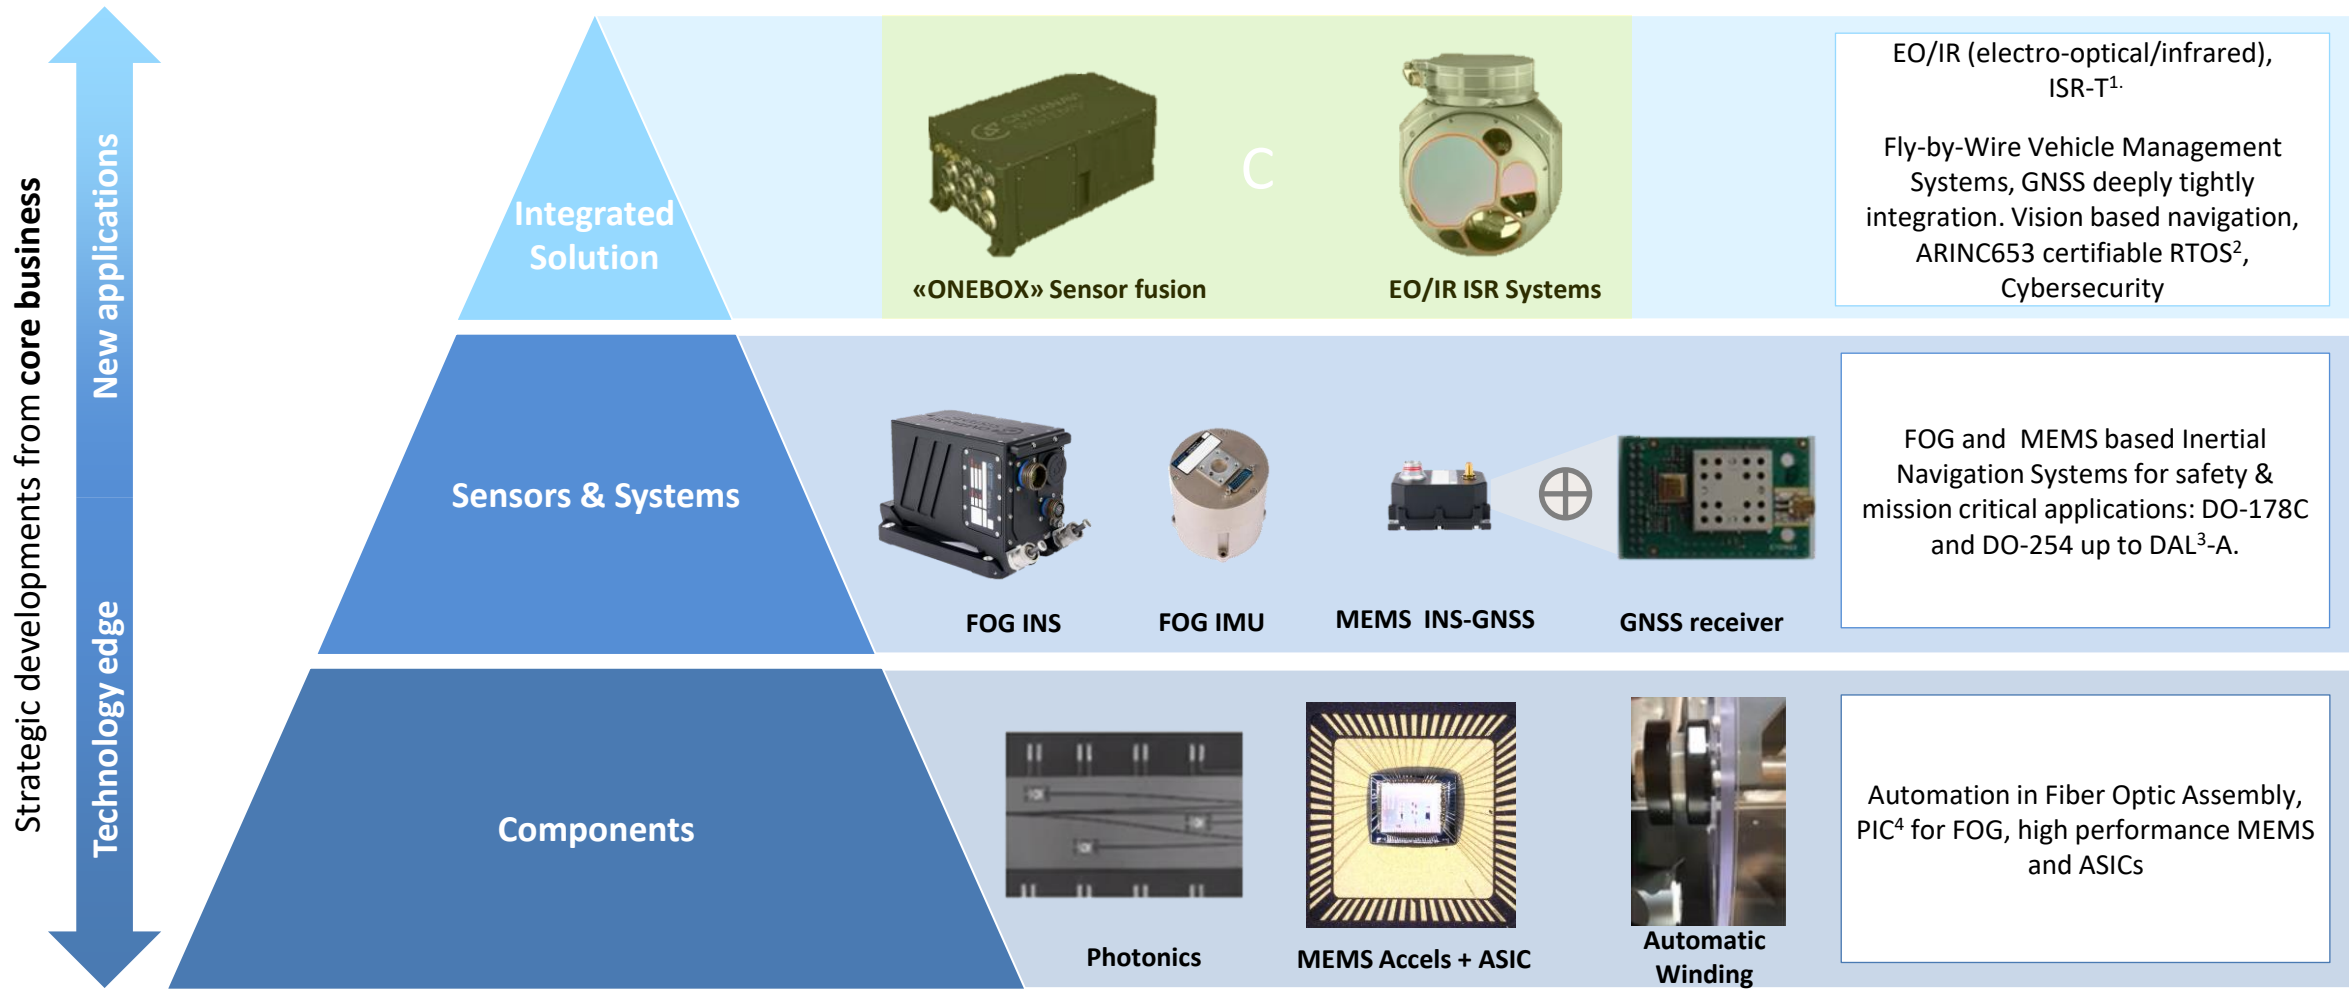 Strategic developments from core business
New applications
Technology edge
Integrated
Solution
CIVITANAVI
SYSTEMS
C
«ONEBOX» Sensor fusion
EO/IR ISR Systems
EO/IR (electro-optical/infrared),
ISR-T1.
Fly-by-Wire Vehicle Management
Systems, GNSS deeply tightly
integration. Vision based navigation,
ARINC653 certifiable RTOS2,
Cybersecurity
Sensors & Systems
FOG INS
FOG IMU
MEMS INS-GNSS
GNSS receiver
FOG and MEMS based Inertial
Navigation Systems for safety &
mission critical applications: DO-178C
and DO-254 up to DAL3-A.
Components
Photonics
MEMS Accels + ASIC
Automatic
Winding
Automation in Fiber Optic Assembly,
PIC4 for FOG, high performance MEMS
and ASICs